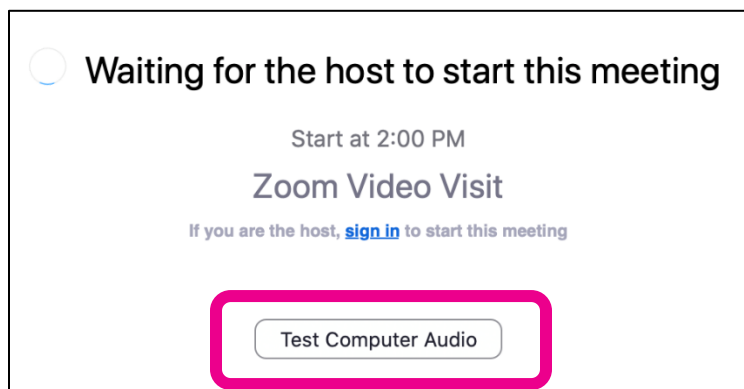 Waiting for the host to start this meeting
Start at 2:00 PM
Zoom Video Visit
If you are the host, sign in to start this meeting
Test Computer Audio